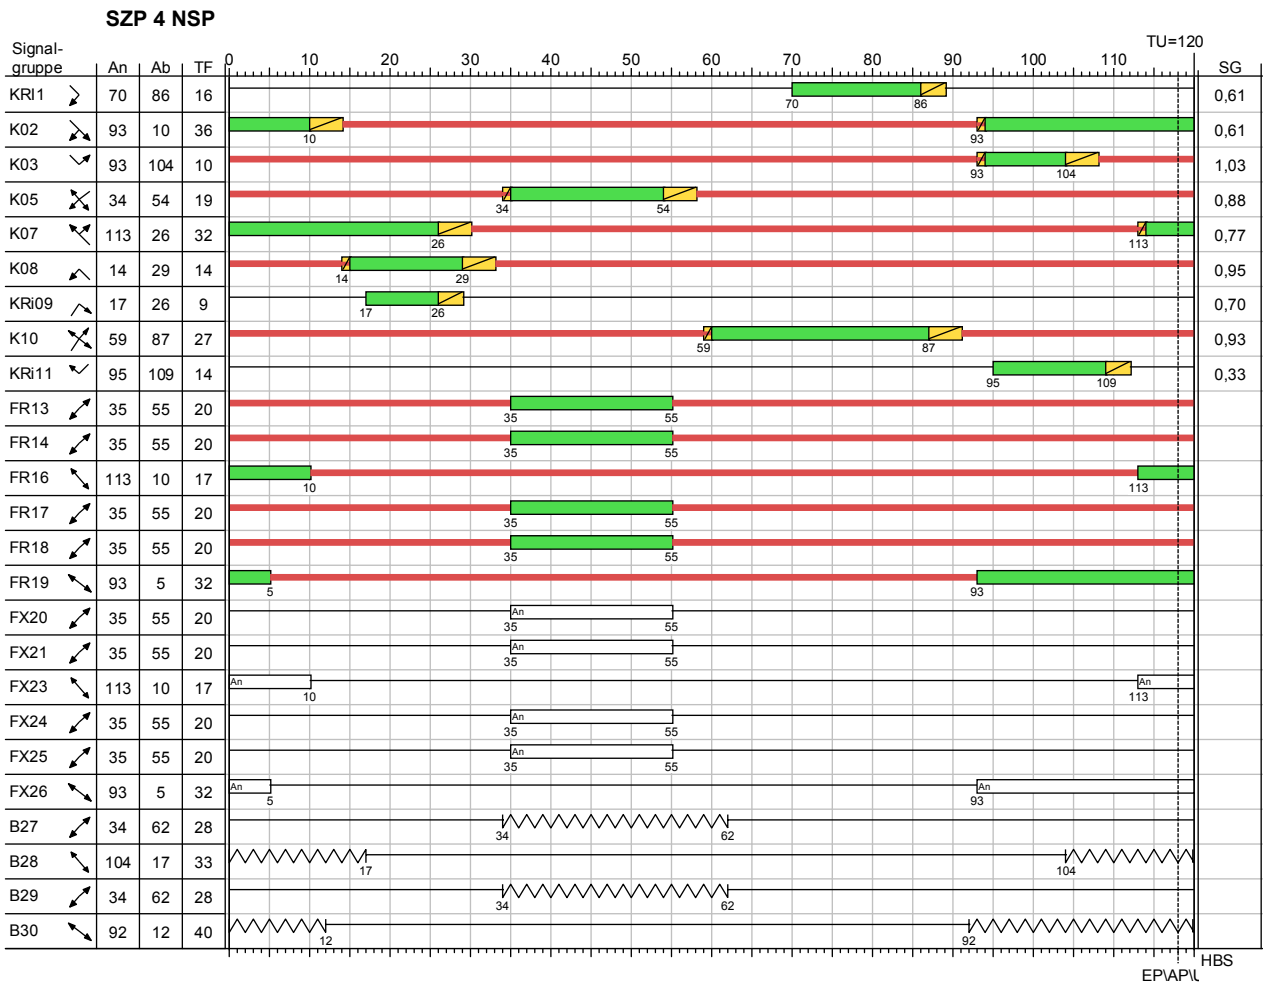 SZP 4 NSP
TU=120
Signal-
gruppe An Ab TF 0 10 20 30 40 50 60 70 80 90 100 110 SG
KRI1 70 86 16 70 86 0,61
K02 93 10 36 10 93 0,61
K03 93 104 10 93 104 1,03
K05 34 54 19 34 54 0,88
K07 113 26 32 26 113 0,77
K08 14 29 14 14 29 0,95
KRi09 17 26 9 17 26 0,70
K10 59 87 27 59 87 0,93
KRi11 95 109 14 95 109 0,33
FR13 35 55 20 35 55
FR14 35 55 20 35 55
FR16 113 10 17 10 113
FR17 35 55 20 35 55
FR18 35 55 20 35 55
FR19 93 5 32 5 93
FX20 35 55 20 An 35 55
FX21 35 55 20 An 35 55
FX23 113 10 17 An 10 An 113
FX24 35 55 20 An 35 55
FX25 35 55 20 An 35 55
FX26 93 5 32 An 5 An 93
B27 34 62 28 34 62
B28 104 17 33 17 104
B29 34 62 28 34 62
B30 92 12 40 12 92
HBS
EP\AP\